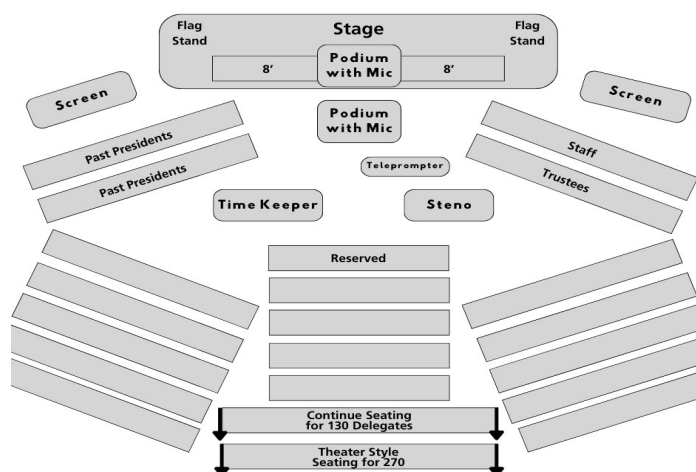 Flag
Stand
Stage
Flag
Stand
8'
Podium
with Mic
8'
Screen
Screen
Podium
with Mic
Past Presidents
Staff
Teleprompter
Past Presidents
Trustees
Time Keeper
Steno
Reserved
Continue Seating
for 130 Delegates
Theater Style
Seating for 270